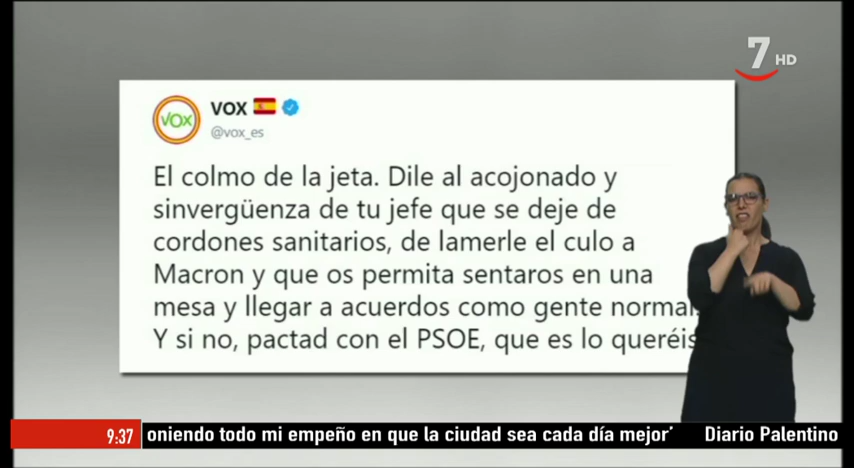 7 HD
VOX
VOX
@vox_es
El colmo de la jeta. Dile al acojonado y
sinvergüenza de tu jefe que se deje de
cordones sanitarios, de lamerle el culo a
Macron y que os permita sentaros en una
mesa y llegar a acuerdos como gente normal.
Y si no, pactad con el PSOE, que es lo queréis
9:37 oniendo todo mi empeño en que la ciudad sea cada día mejor" Diario Palentino